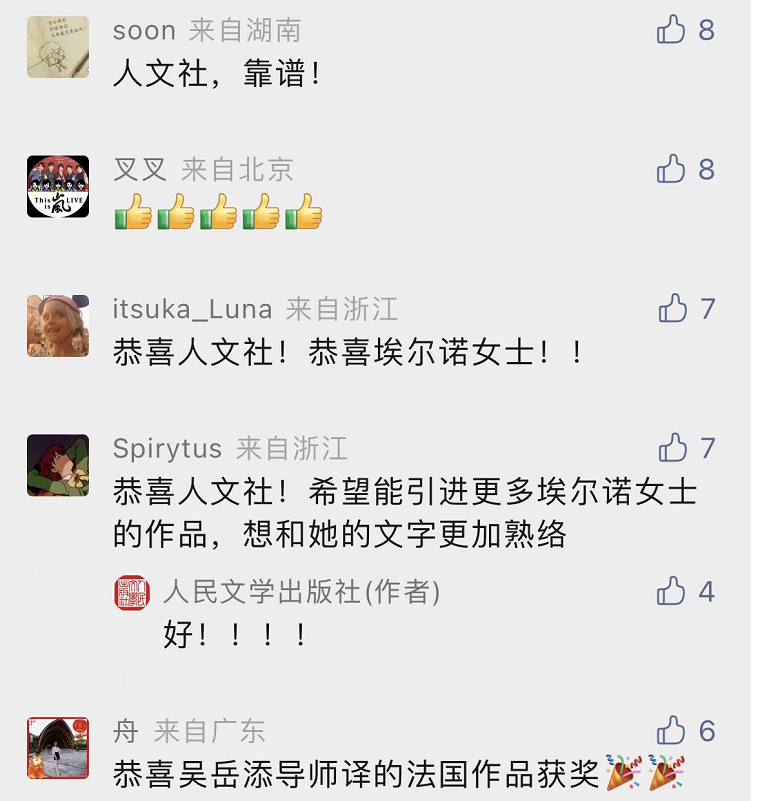 soon 来自湖南 8
人文社，靠谱！
叉叉 来自北京 8
This is 嵐 LIVE
itsuka_Luna 来自浙江 7
恭喜人文社！恭喜埃尔诺女士！！
Spirytus 来自浙江 7
恭喜人文社！希望能引进更多埃尔诺女士
的作品，想和她的文字更加熟络
人民文学出版社(作者) 4
好！！！！
舟 来自广东 6
恭喜吴岳添导师译的法国作品获奖